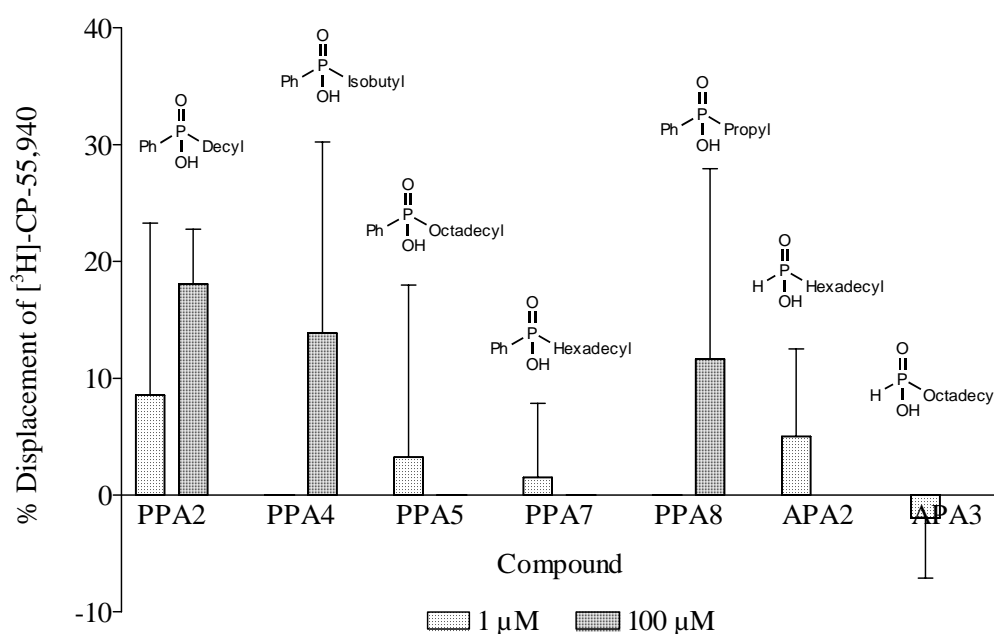 % Displacement of [³H]-CP-55,940
40
30
20
10
0
-10
O
Ph P Decyl
OH
O
Ph P Isobutyl
OH
O
Ph P Octadecyl
OH
O
Ph P Hexadecyl
OH
O
Ph P Propyl
OH
O
H P Hexadecyl
OH
O
H P Octadecy
OH
PPA2 PPA4 PPA5 PPA7 PPA8 APA2 APA3
Compound
1 µM 100 µM